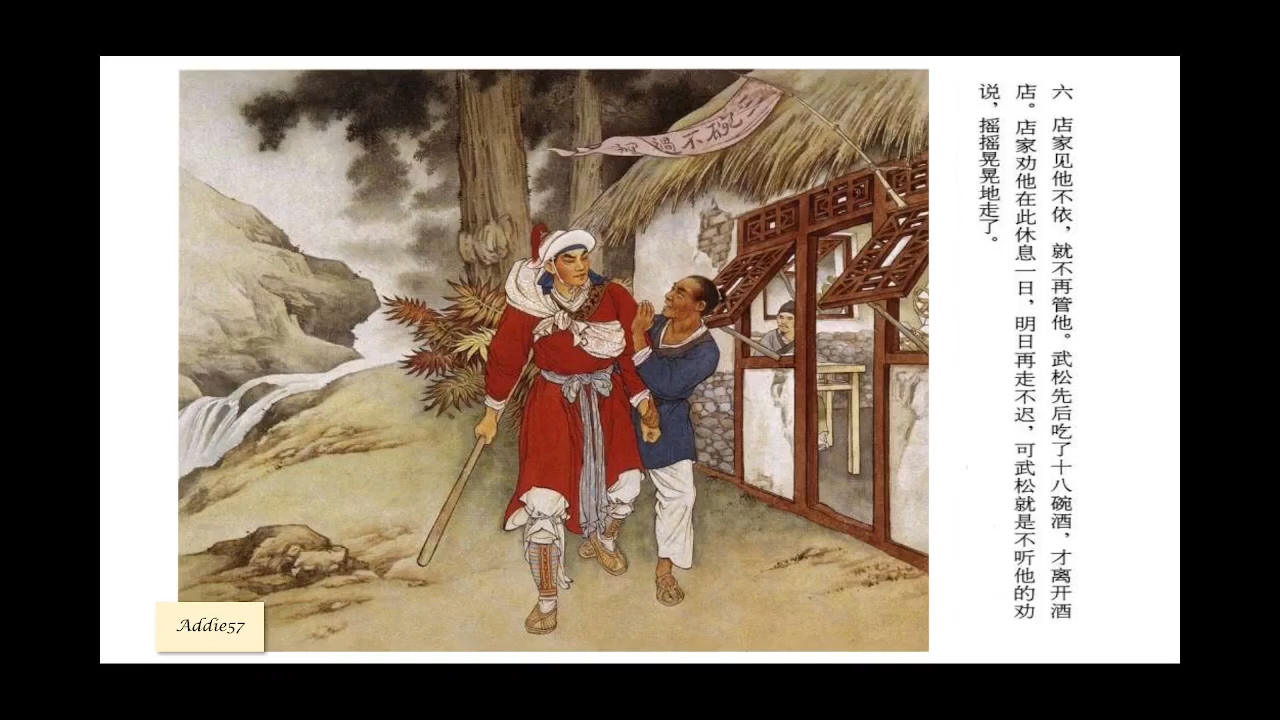 三碗不過岡
六 店家见他不依，就不再管他。武松先后吃了十八碗酒，才离开酒
店。店家劝他在此休息一日，明日再走不迟，可武松就是不听他的劝
说，摇摇晃晃地走了。
Addie57